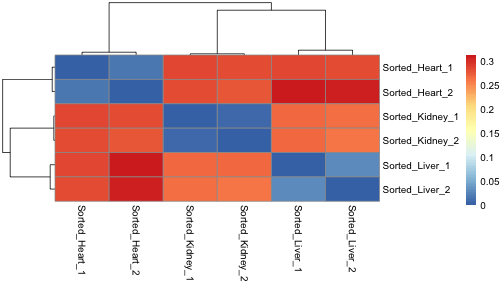 0.3
Sorted_Heart_1
0.25
Sorted_Heart_2
0.2
Sorted_Kidney_1
0.15
Sorted_Kidney_2
0.1
Sorted_Liver_1
0.05
Sorted_Liver_2
0
Sorted_Heart_1
Sorted_Heart_2
Sorted_Kidney_1
Sorted_Kidney_2
Sorted_Liver_1
Sorted_Liver_2